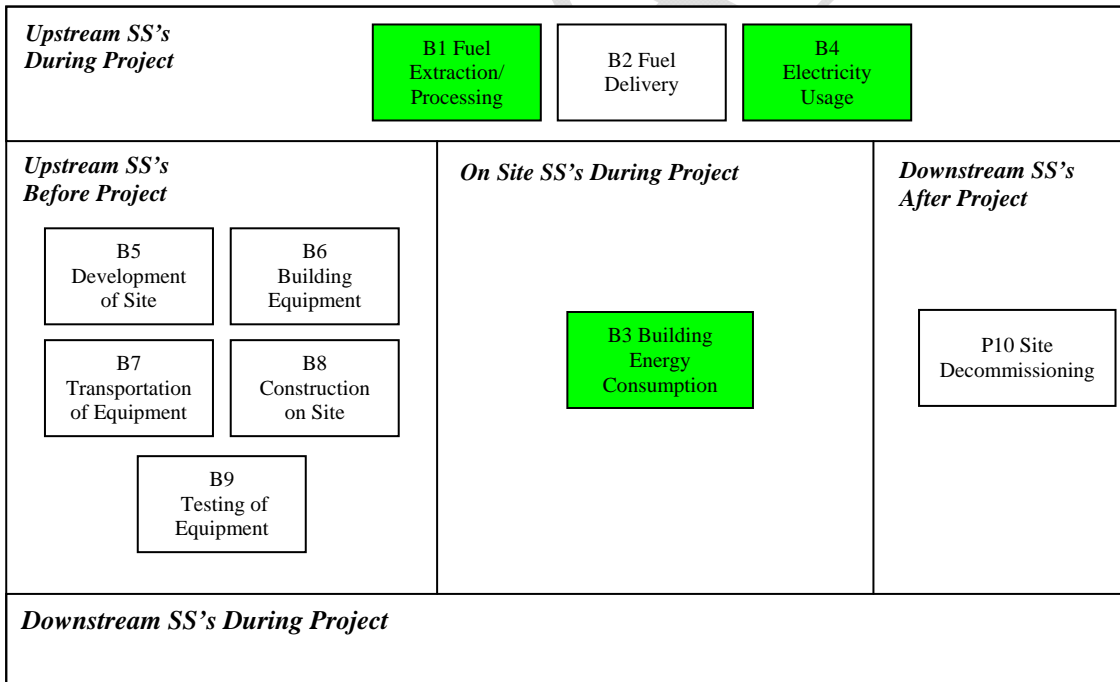 Upstream SS's
During Project
B1 Fuel
Extraction/
Processing
B2 Fuel
Delivery
B4
Electricity
Usage
Upstream SS's
Before Project
B5
Development
of Site
B6
Building
Equipment
B7
Transportation
of Equipment
B8
Construction
on Site
B9
Testing of
Equipment
On Site SS's During Project
B3 Building
Energy
Consumption
Downstream SS's
After Project
P10 Site
Decommissioning
Downstream SS's During Project